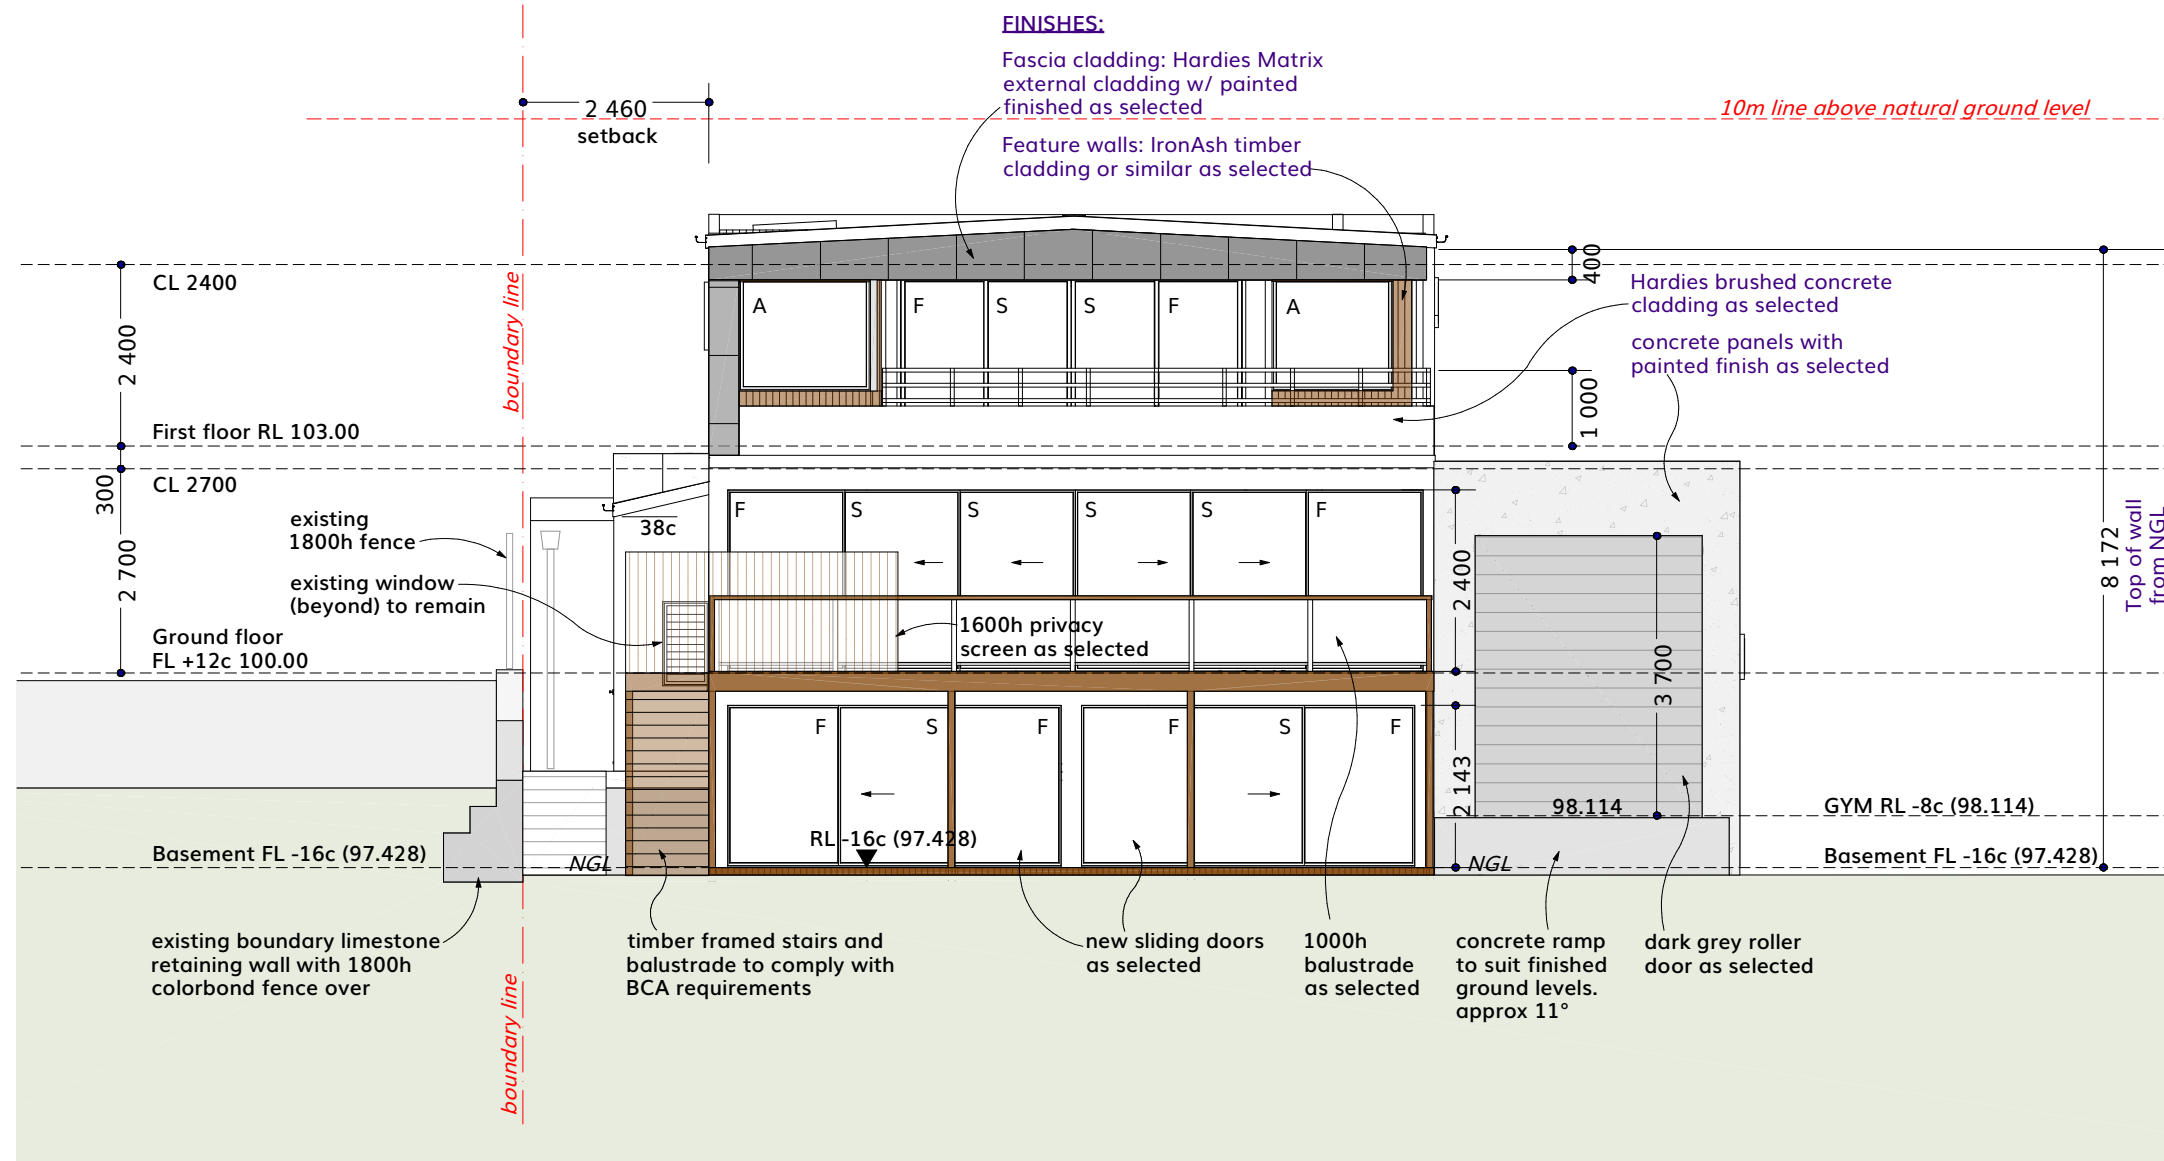 FINISHES:
Fascia cladding: Hardies Matrix
external cladding w/ painted
finished as selected
Feature walls: IronAsh timber
cladding or similar as selected
2 460
setback
10m line above natural ground level
boundary line
CL 2400
2 400
First floor RL 103.00
300
CL 2700
2 700
Ground floor
FL +12c 100.00
existing
1800h fence
existing window
(beyond) to remain
38c
A
F
S
S
F
A
400
Hardies brushed concrete
cladding as selected
concrete panels with
painted finish as selected
1 000
F
S
S
S
S
F
1600h privacy
screen as selected
2 400
3 700
8 172
Top of wall
from NGL
F
S
F
F
S
F
2 143
98.114
GYM RL -8c (98.114)
RL -16c (97.428)
Basement FL -16c (97.428)
NGL
NGL
Basement FL -16c (97.428)
existing boundary limestone
retaining wall with 1800h
colorbond fence over
boundary line
timber framed stairs and
balustrade to comply with
BCA requirements
new sliding doors
as selected
1000h
balustrade
as selected
concrete ramp
to suit finished
ground levels.
approx 11°
dark grey roller
door as selected